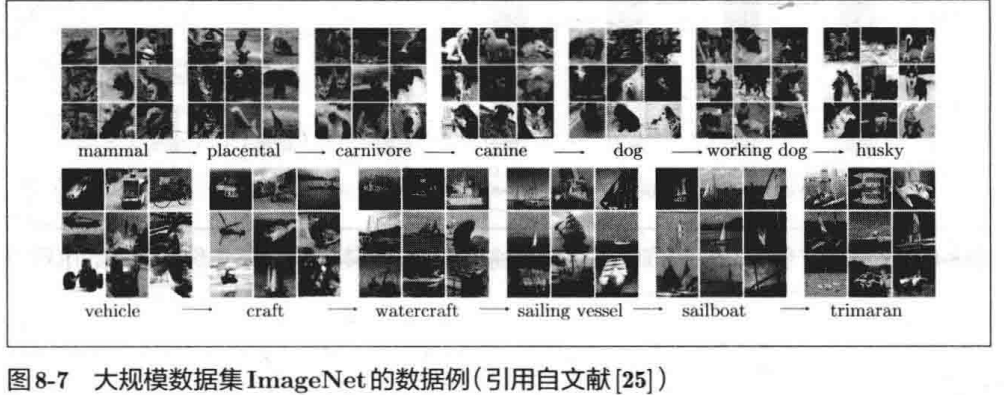 mammal → placental → carnivore → canine → dog → working dog → husky
vehicle → craft → watercraft → sailing vessel → sailboat → trimaran
图8-7 大规模数据集ImageNet的数据例(引用自文献[25])